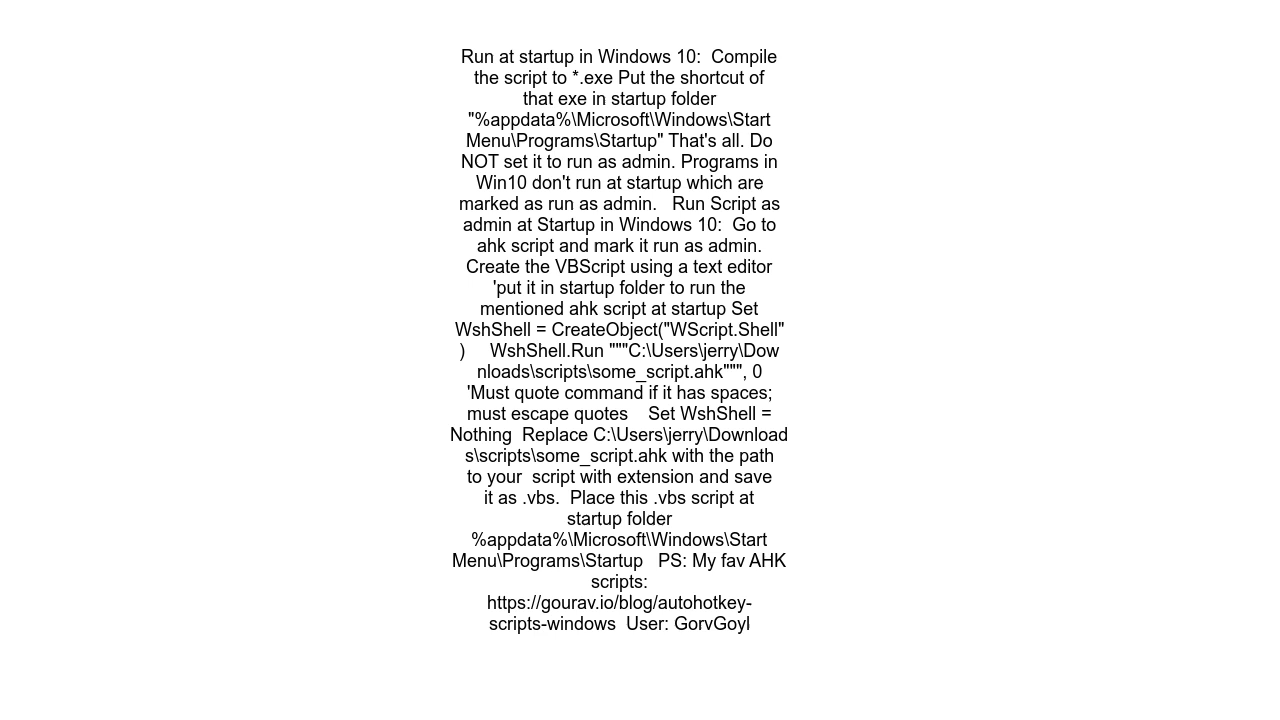 Run at startup in Windows 10:  Compile
the script to *.exe Put the shortcut of
that exe in startup folder
"%appdata%\Microsoft\Windows\Start
Menu\Programs\Startup" That's all. Do
NOT set it to run as admin. Programs in
Win10 don't run at startup which are
marked as run as admin.   Run Script as
admin at Startup in Windows 10:  Go to
ahk script and mark it run as admin.
Create the VBScript using a text editor
'put it in startup folder to run the
mentioned ahk script at startup Set
WshShell = CreateObject("WScript.Shell"
)     WshShell.Run """C:\Users\jerry\Dow
nloads\scripts\some_script.ahk""", 0
'Must quote command if it has spaces;
must escape quotes    Set WshShell =
Nothing  Replace C:\Users\jerry\Download
s\scripts\some_script.ahk with the path
to your  script with extension and save
it as .vbs.  Place this .vbs script at
startup folder
%appdata%\Microsoft\Windows\Start
Menu\Programs\Startup   PS: My fav AHK
scripts:
https://gourav.io/blog/autohotkey-
scripts-windows  User: GorvGoyl